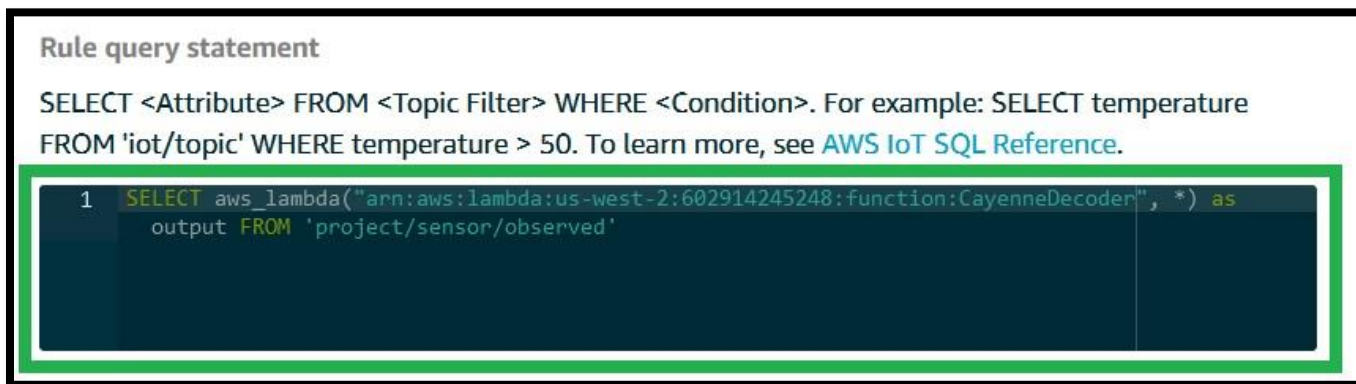 Rule query statement
SELECT <Attribute> FROM <Topic Filter> WHERE <Condition>. For example: SELECT temperature
FROM 'iot/topic' WHERE temperature > 50. To learn more, see AWS IoT SQL Reference.
1 SELECT aws_lambda("arn:aws:lambda:us-west-2:602914245248:function:CayenneDecoder", *) as
output FROM 'project/sensor/observed'